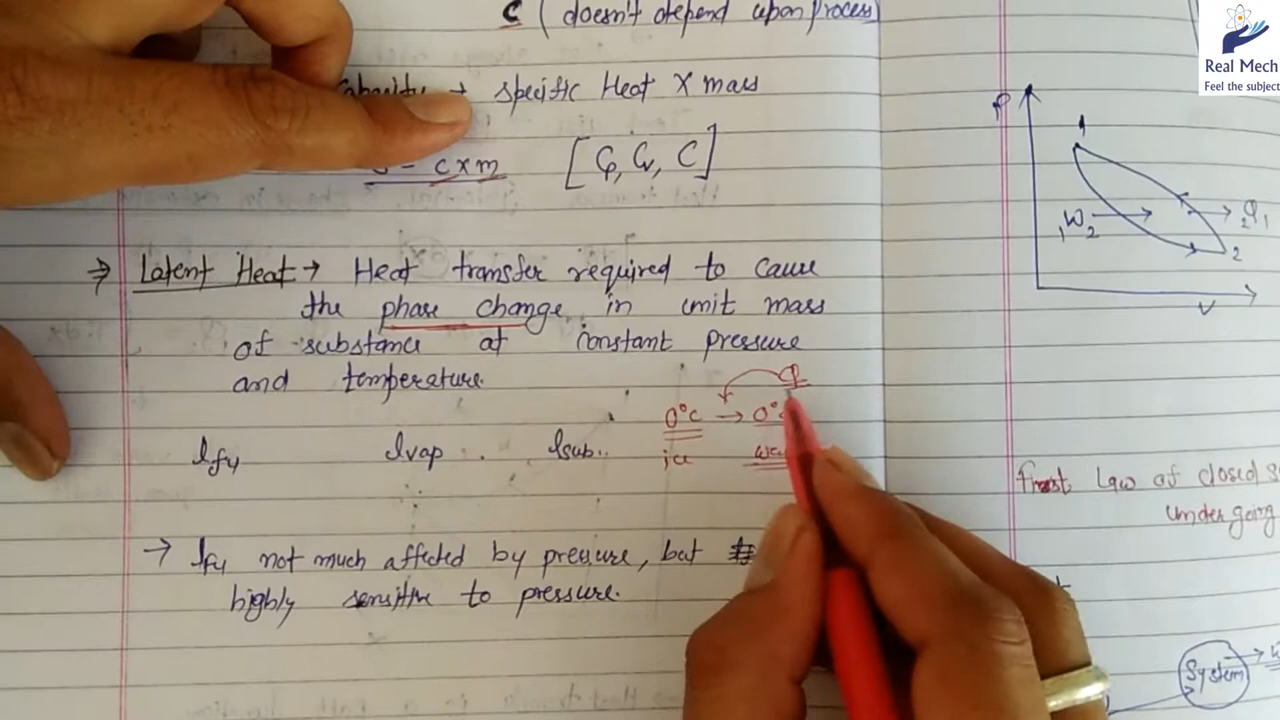 c (doesn't depend upon process)
→ specific Heat X mass
= c x m [Cp, Cv, C]
⇒ Latent Heat → Heat transfer required to cause
the phase change in unit mass
of substance at constant pressure
and temperature.
Q
0°C → 0°C
ice
lfu lvap. lsub.
→ lfu not much affected by pressure, but
highly sensitive to pressure.
Real Mech
Feel the subject
P
1
1W2
2Q1
2
V
First Law of closed
undergoing
System